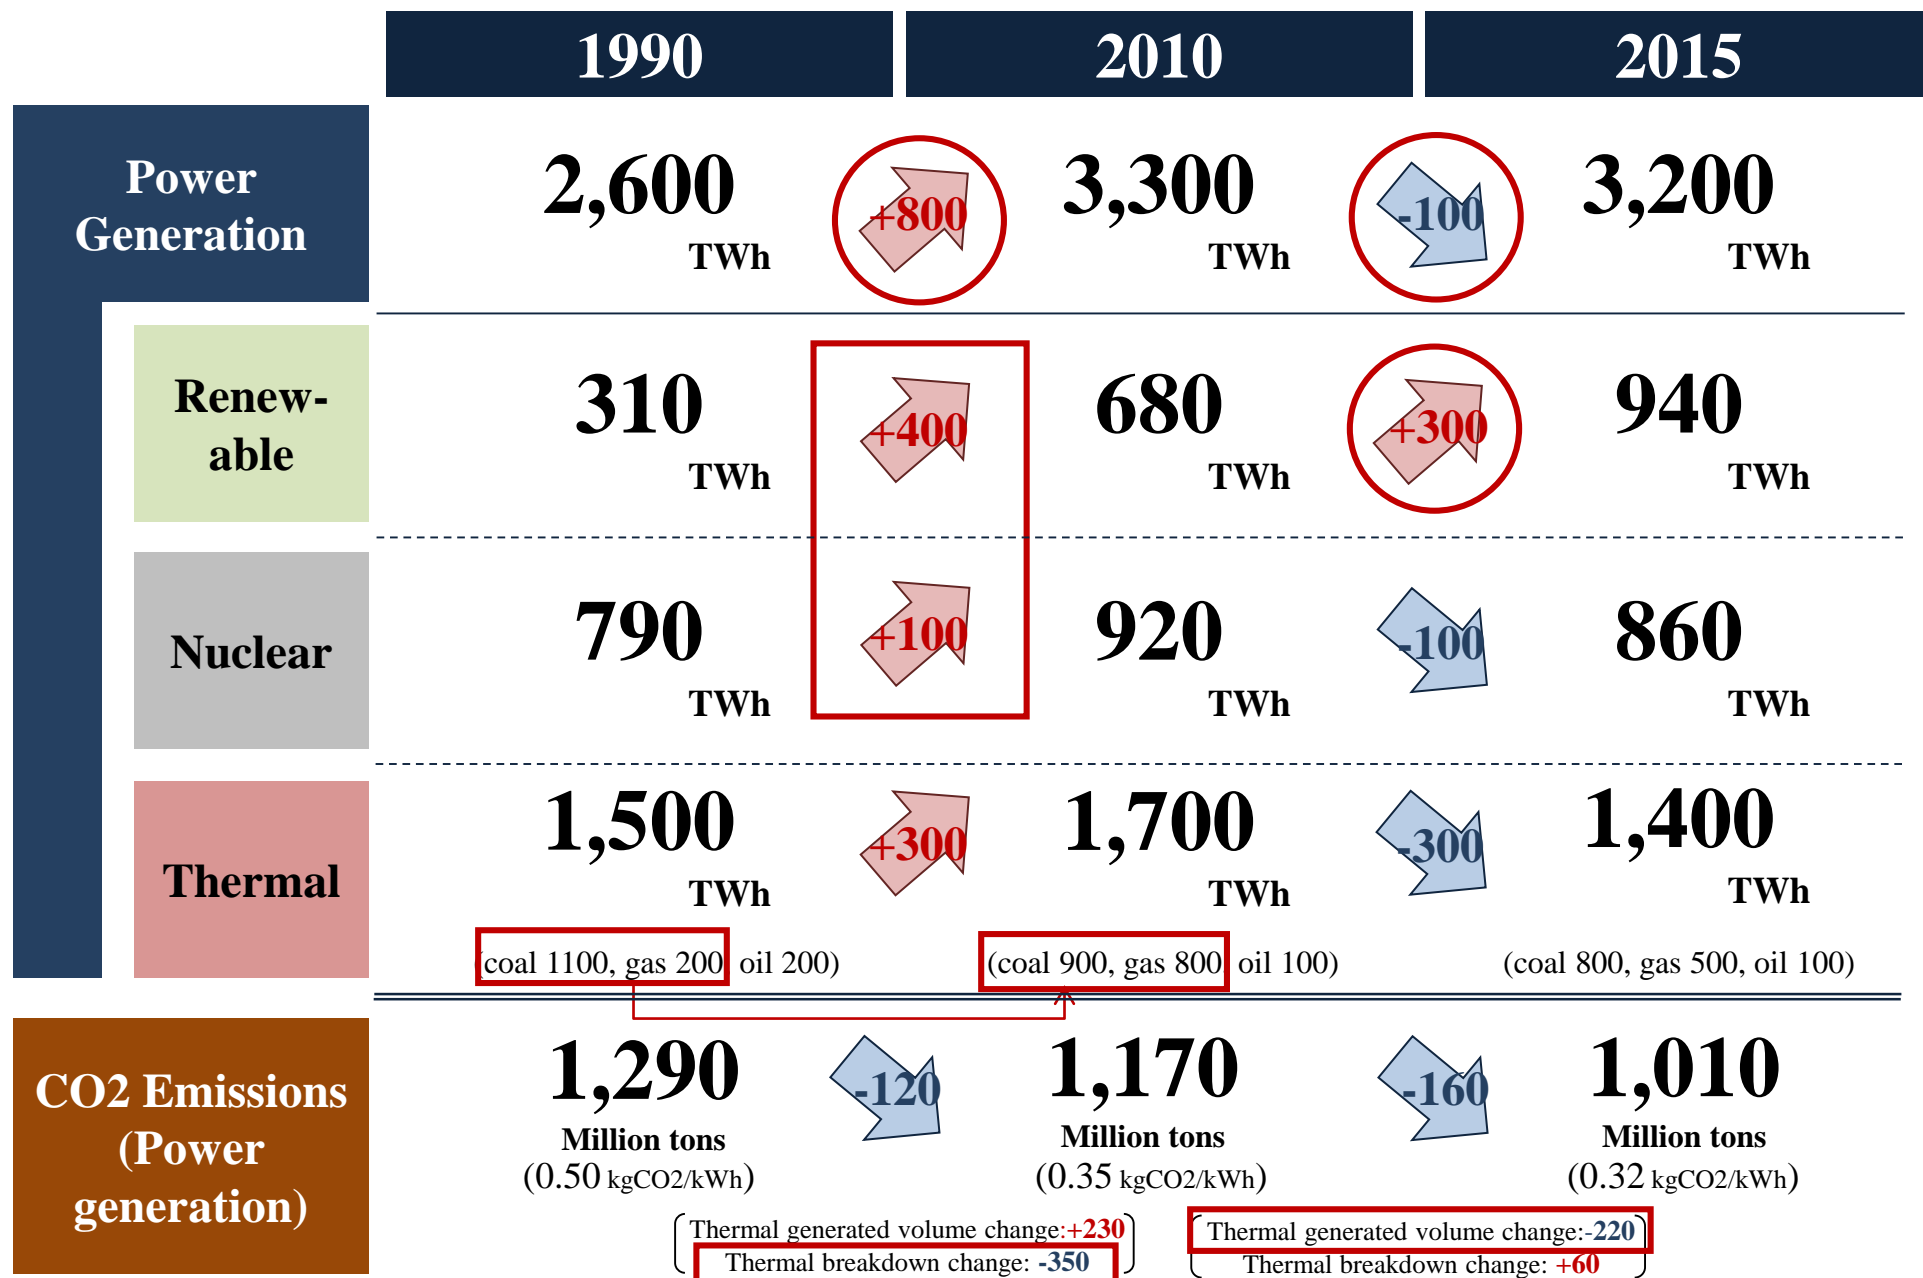 1990 2010 2015
Power
Generation
2,600 +800 3,300 -100 3,200
TWh TWh TWh
Renew-
able
310 +400 680 +300 940
TWh TWh TWh
Nuclear
790 +100 920 -100 860
TWh TWh TWh
Thermal
1,500 +300 1,700 -300 1,400
TWh TWh TWh
(coal 1100, gas 200, oil 200) (coal 900, gas 800, oil 100) (coal 800, gas 500, oil 100)
CO2 Emissions
(Power
generation)
1,290 -120 1,170 -160 1,010
Million tons Million tons Million tons
(0.50 kgCO2/kWh) (0.35 kgCO2/kWh) (0.32 kgCO2/kWh)
Thermal generated volume change:+230 Thermal generated volume change:-220
Thermal breakdown change: -350 Thermal breakdown change: +60